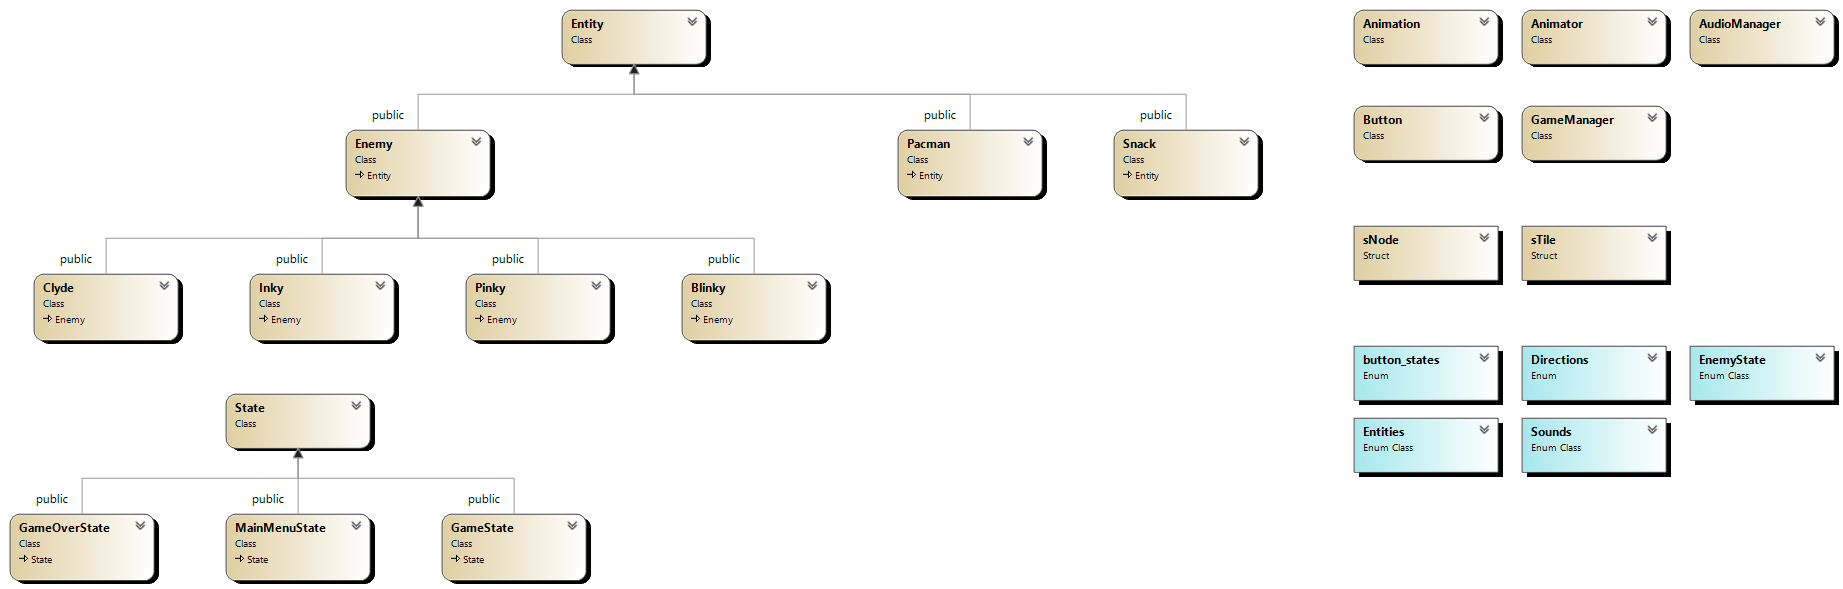 Entity
Class
public
public
public
Enemy
Class
Entity
Pacman
Class
Entity
Snack
Class
Entity
public
public
public
public
Clyde
Class
Enemy
Inky
Class
Enemy
Pinky
Class
Enemy
Blinky
Class
Enemy
State
Class
public
public
public
GameOverState
Class
State
MainMenuState
Class
State
GameState
Class
State
Animation
Class
Animator
Class
AudioManager
Class
Button
Class
GameManager
Class
sNode
Struct
sTile
Struct
button_states
Enum
Directions
Enum
EnemyState
Enum Class
Entities
Enum Class
Sounds
Enum Class